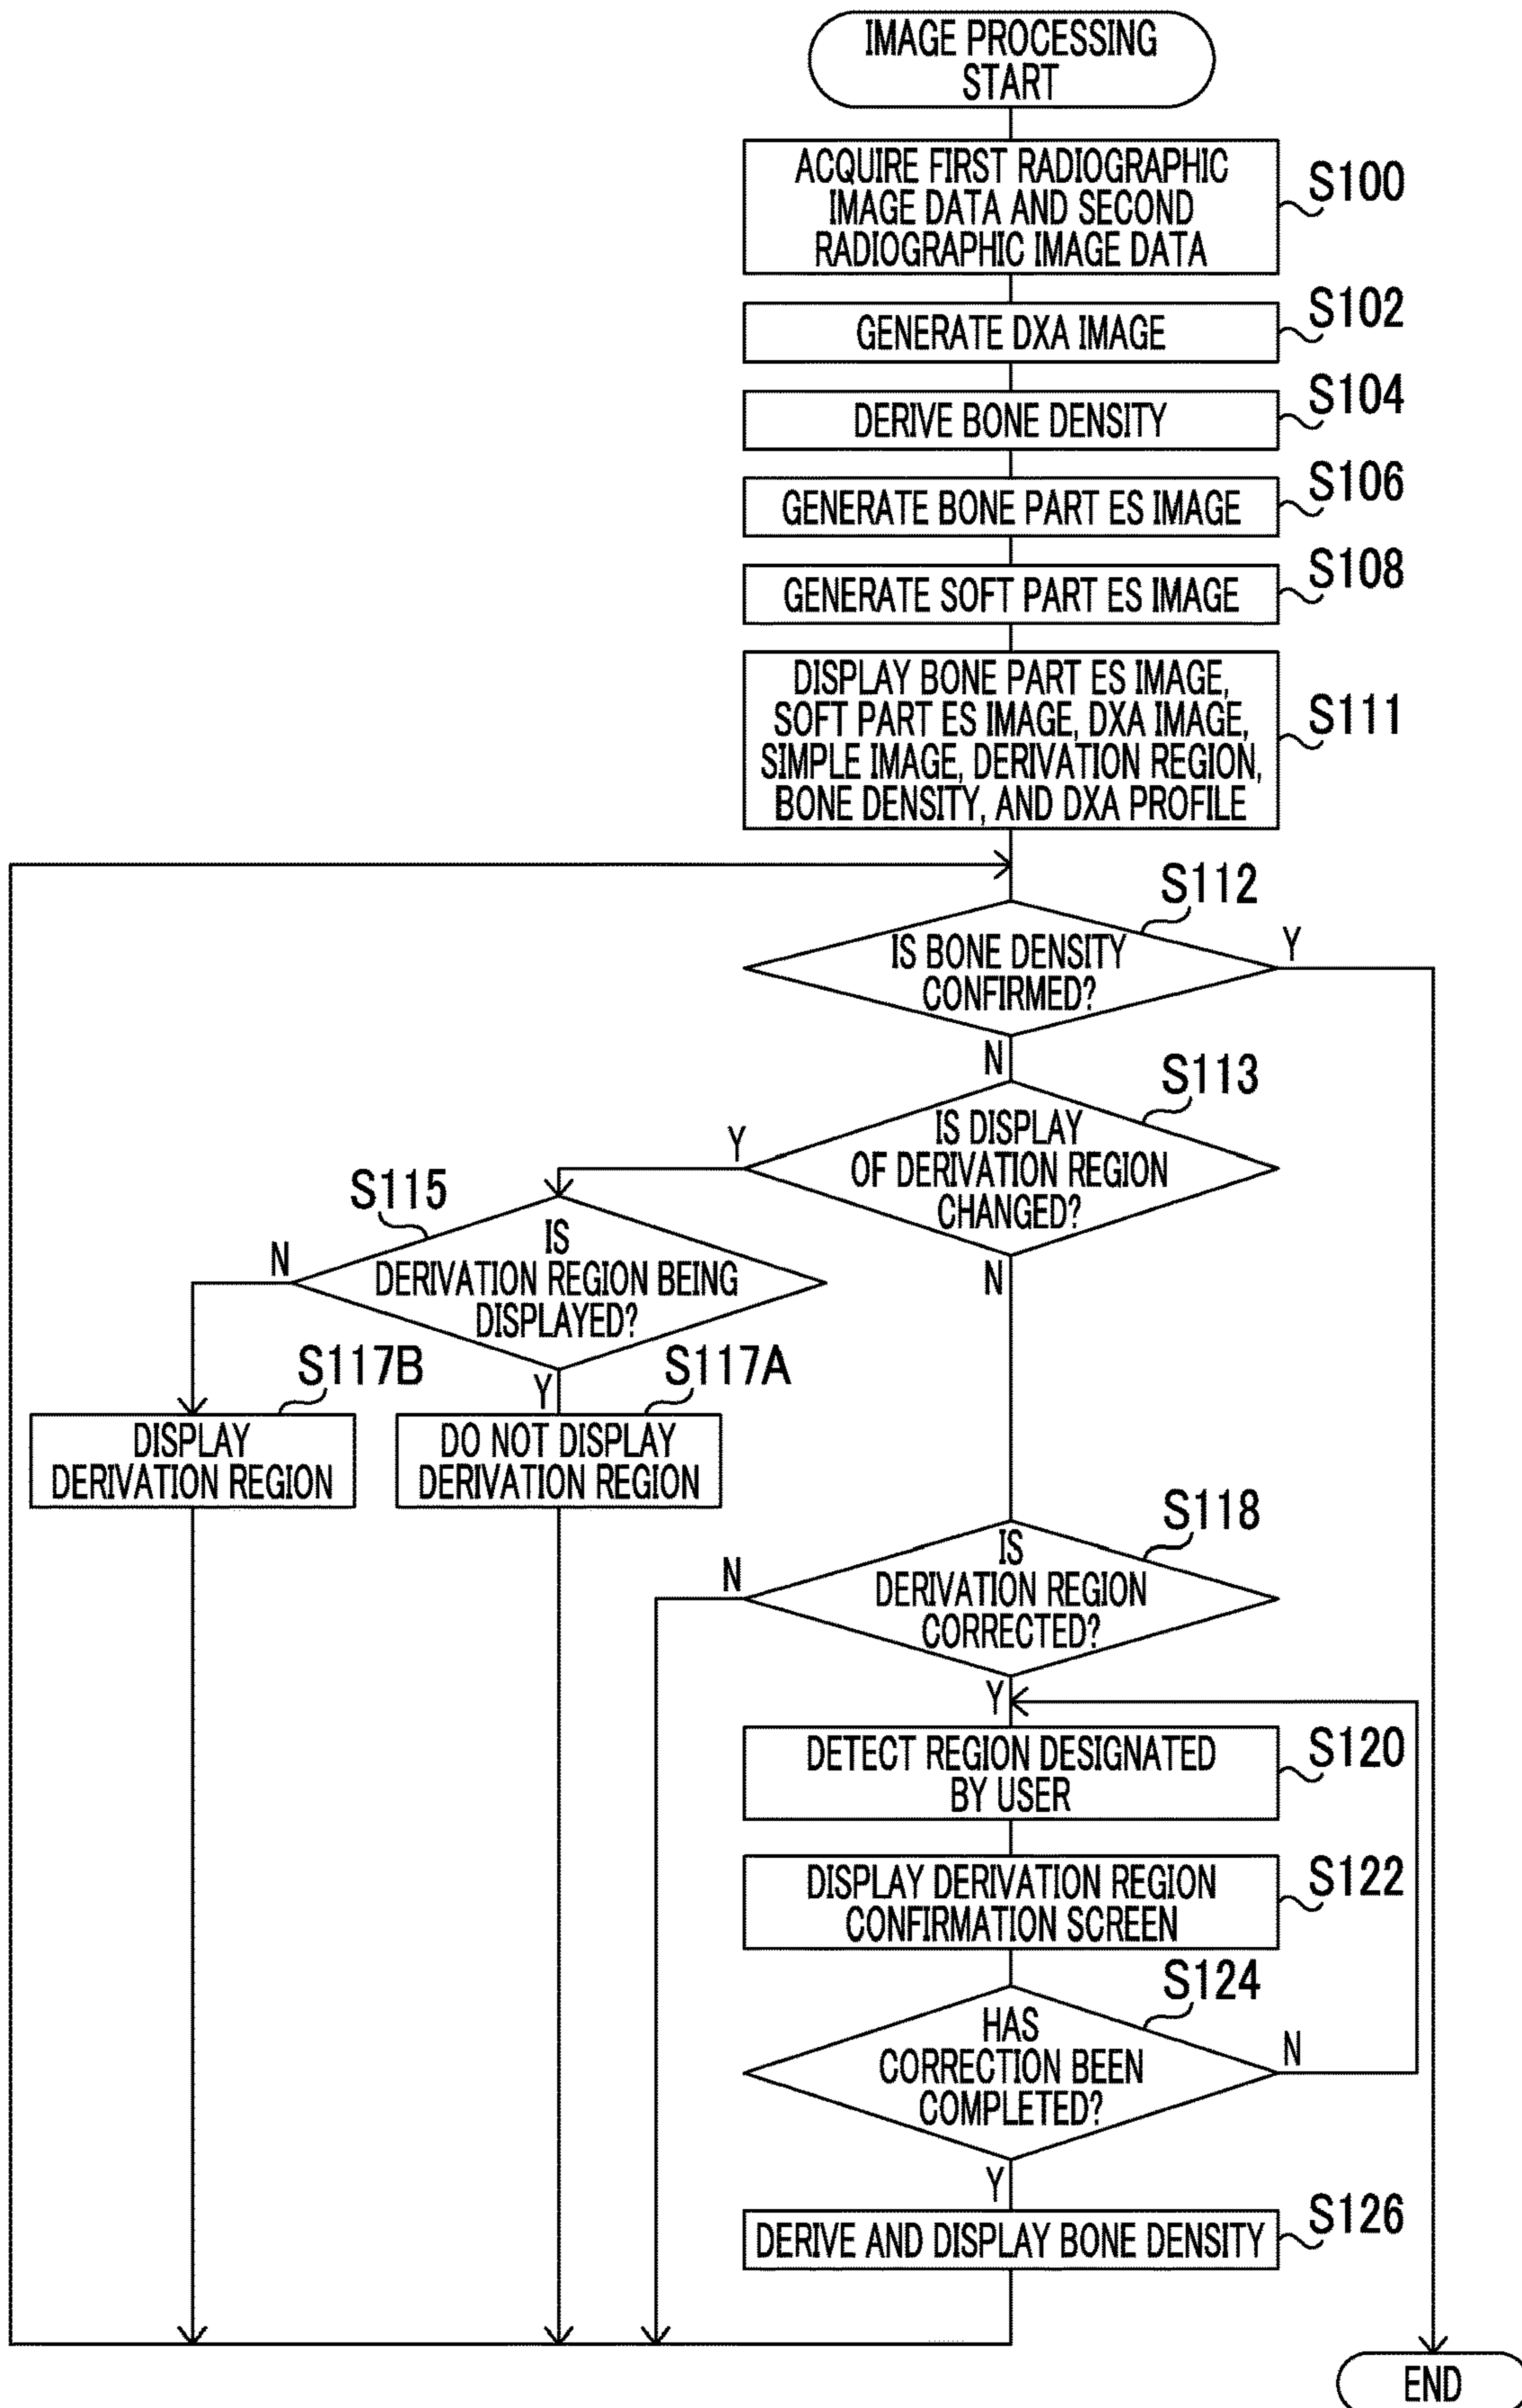 IMAGE PROCESSING
START
ACQUIRE FIRST RADIOGRAPHIC
IMAGE DATA AND SECOND
RADIOGRAPHIC IMAGE DATA
S100
GENERATE DXA IMAGE
S102
DERIVE BONE DENSITY
S104
GENERATE BONE PART ES IMAGE
S106
GENERATE SOFT PART ES IMAGE
S108
DISPLAY BONE PART ES IMAGE,
SOFT PART ES IMAGE, DXA IMAGE,
SIMPLE IMAGE, DERIVATION REGION,
BONE DENSITY, AND DXA PROFILE
S111
S112
IS BONE DENSITY
CONFIRMED?
Y
N
S113
IS DISPLAY
OF DERIVATION REGION
CHANGED?
Y
N
S115
IS
DERIVATION REGION BEING
DISPLAYED?
N
Y
S117B
DISPLAY
DERIVATION REGION
S117A
DO NOT DISPLAY
DERIVATION REGION
S118
IS
DERIVATION REGION
CORRECTED?
N
Y
DETECT REGION DESIGNATED
BY USER
S120
DISPLAY DERIVATION REGION
CONFIRMATION SCREEN
S122
S124
HAS
CORRECTION BEEN
COMPLETED?
N
Y
DERIVE AND DISPLAY BONE DENSITY
S126
END